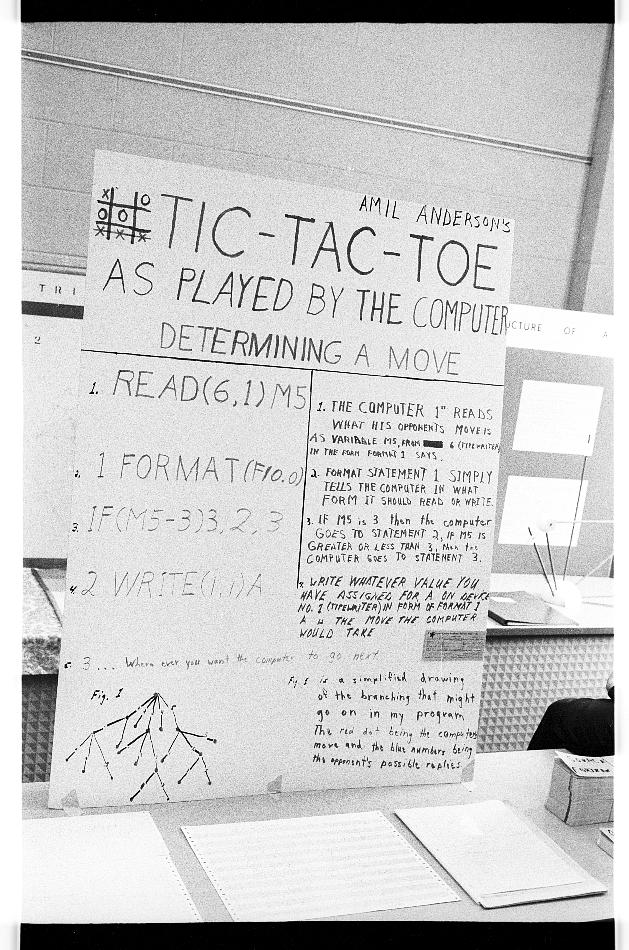 AMIL ANDERSON'S
TIC-TAC-TOE
AS PLAYED BY THE COMPUTER
DETERMINING A MOVE
X O
O O
X X X
1. READ(6,1) M5
2. 1 FORMAT(F10.0)
3. IF(M5-3)3,2,3
4. 2 WRITE(1,1)A
5. 3... Where ever you want the computer to go next
1. THE COMPUTER 1ST READS
WHAT HIS OPPONENTS MOVE IS
AS VARIABLE M5, FROM 6 (TYPEWRITER)
IN THE FORM FORMAT 1 SAYS.
2. FORMAT STATEMENT 1 SIMPLY
TELLS THE COMPUTER IN WHAT
FORM IT SHOULD READ OR WRITE.
3. IF M5 is 3 then the computer
GOES TO STATEMENT 2, IF M5 IS
GREATER OR LESS THAN 3, then the
COMPUTER GOES TO STATEMENT 3.
WRITE WHATEVER VALUE YOU
HAVE ASSIGNED FOR A ON DEVICE
NO. 1 (TYPEWRITER) IN FORM OF FORMAT 1
A IS THE MOVE THE COMPUTER
WOULD TAKE
Fig. 1
Fig. 1 is a simplified drawing
of the branching that might
go on in my program
The red dot being the computers
move and the blue numbers being
the opponent's possible replies
TRI
2
UCTURE OF A